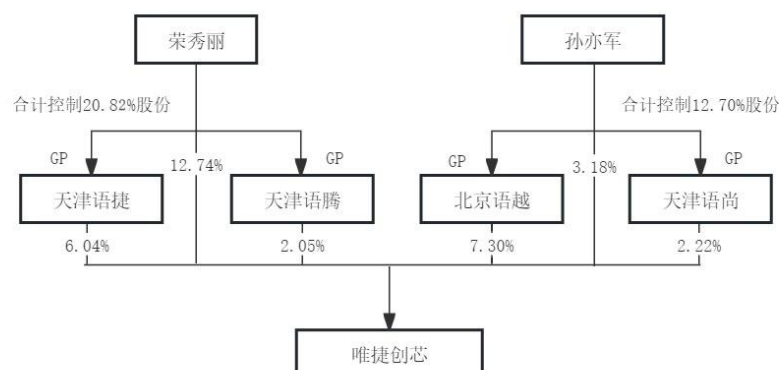 荣秀丽
孙亦军
合计控制20.82%股份
合计控制12.70%股份
GP
12.74%
GP
GP
3.18%
GP
天津语捷
天津语腾
北京语越
天津语尚
6.04%
2.05%
7.30%
2.22%
唯捷创芯